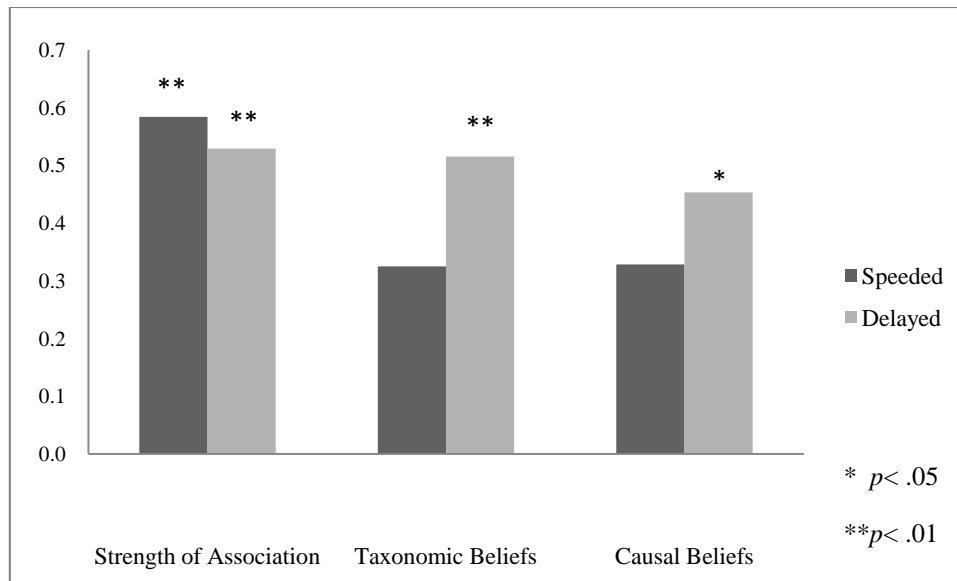 0.7
**
0.6
**
**
0.5
*
0.4
0.3
Speeded
Delayed
0.2
0.1
0.0
* p< .05
**p< .01
Strength of Association Taxonomic Beliefs Causal Beliefs